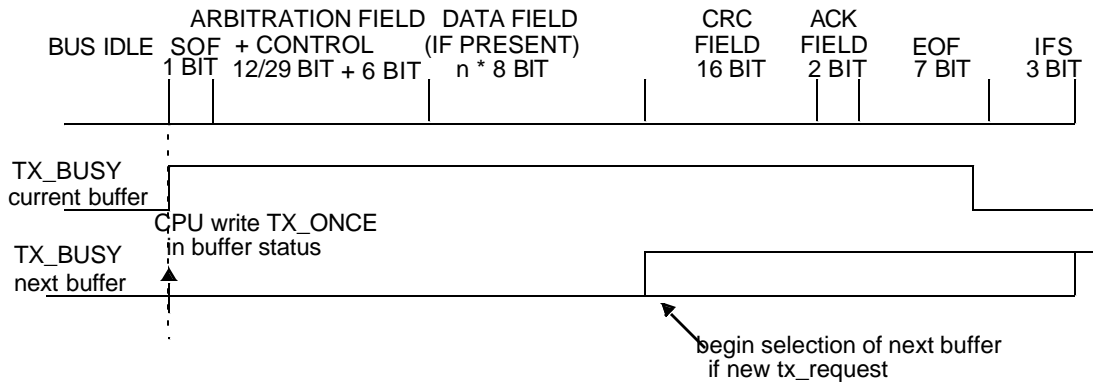 ARBITRATION FIELD DATA FIELD CRC ACK
BUS IDLE SOF + CONTROL (IF PRESENT) FIELD FIELD EOF IFS
1 BIT 12/29 BIT + 6 BIT n * 8 BIT 16 BIT 2 BIT 7 BIT 3 BIT
TX_BUSY
current buffer
CPU write TX_ONCE
in buffer status
TX_BUSY
next buffer
begin selection of next buffer
if new tx_request